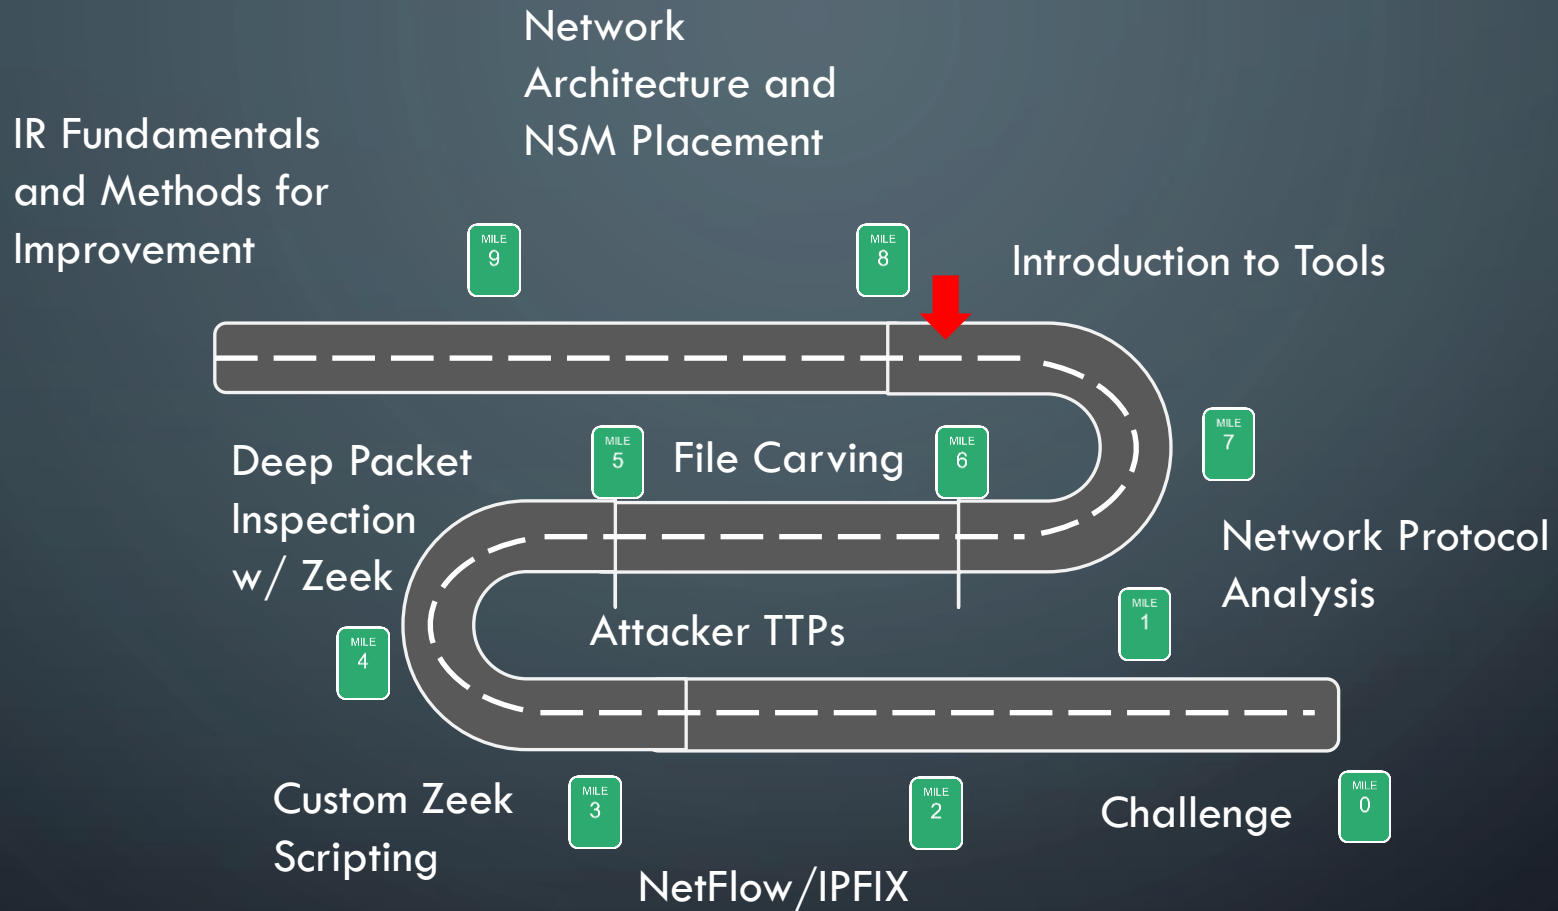 Network
Architecture and
NSM Placement
IR Fundamentals
and Methods for
Improvement
MILE
9
MILE
8
Introduction to Tools
MILE
7
Deep Packet
Inspection
w/ Zeek
MILE
5
File Carving
MILE
6
Network Protocol
Analysis
MILE
1
Attacker TTPs
MILE
4
Custom Zeek
Scripting
MILE
3
MILE
2
Challenge
MILE
0
NetFlow/IPFIX